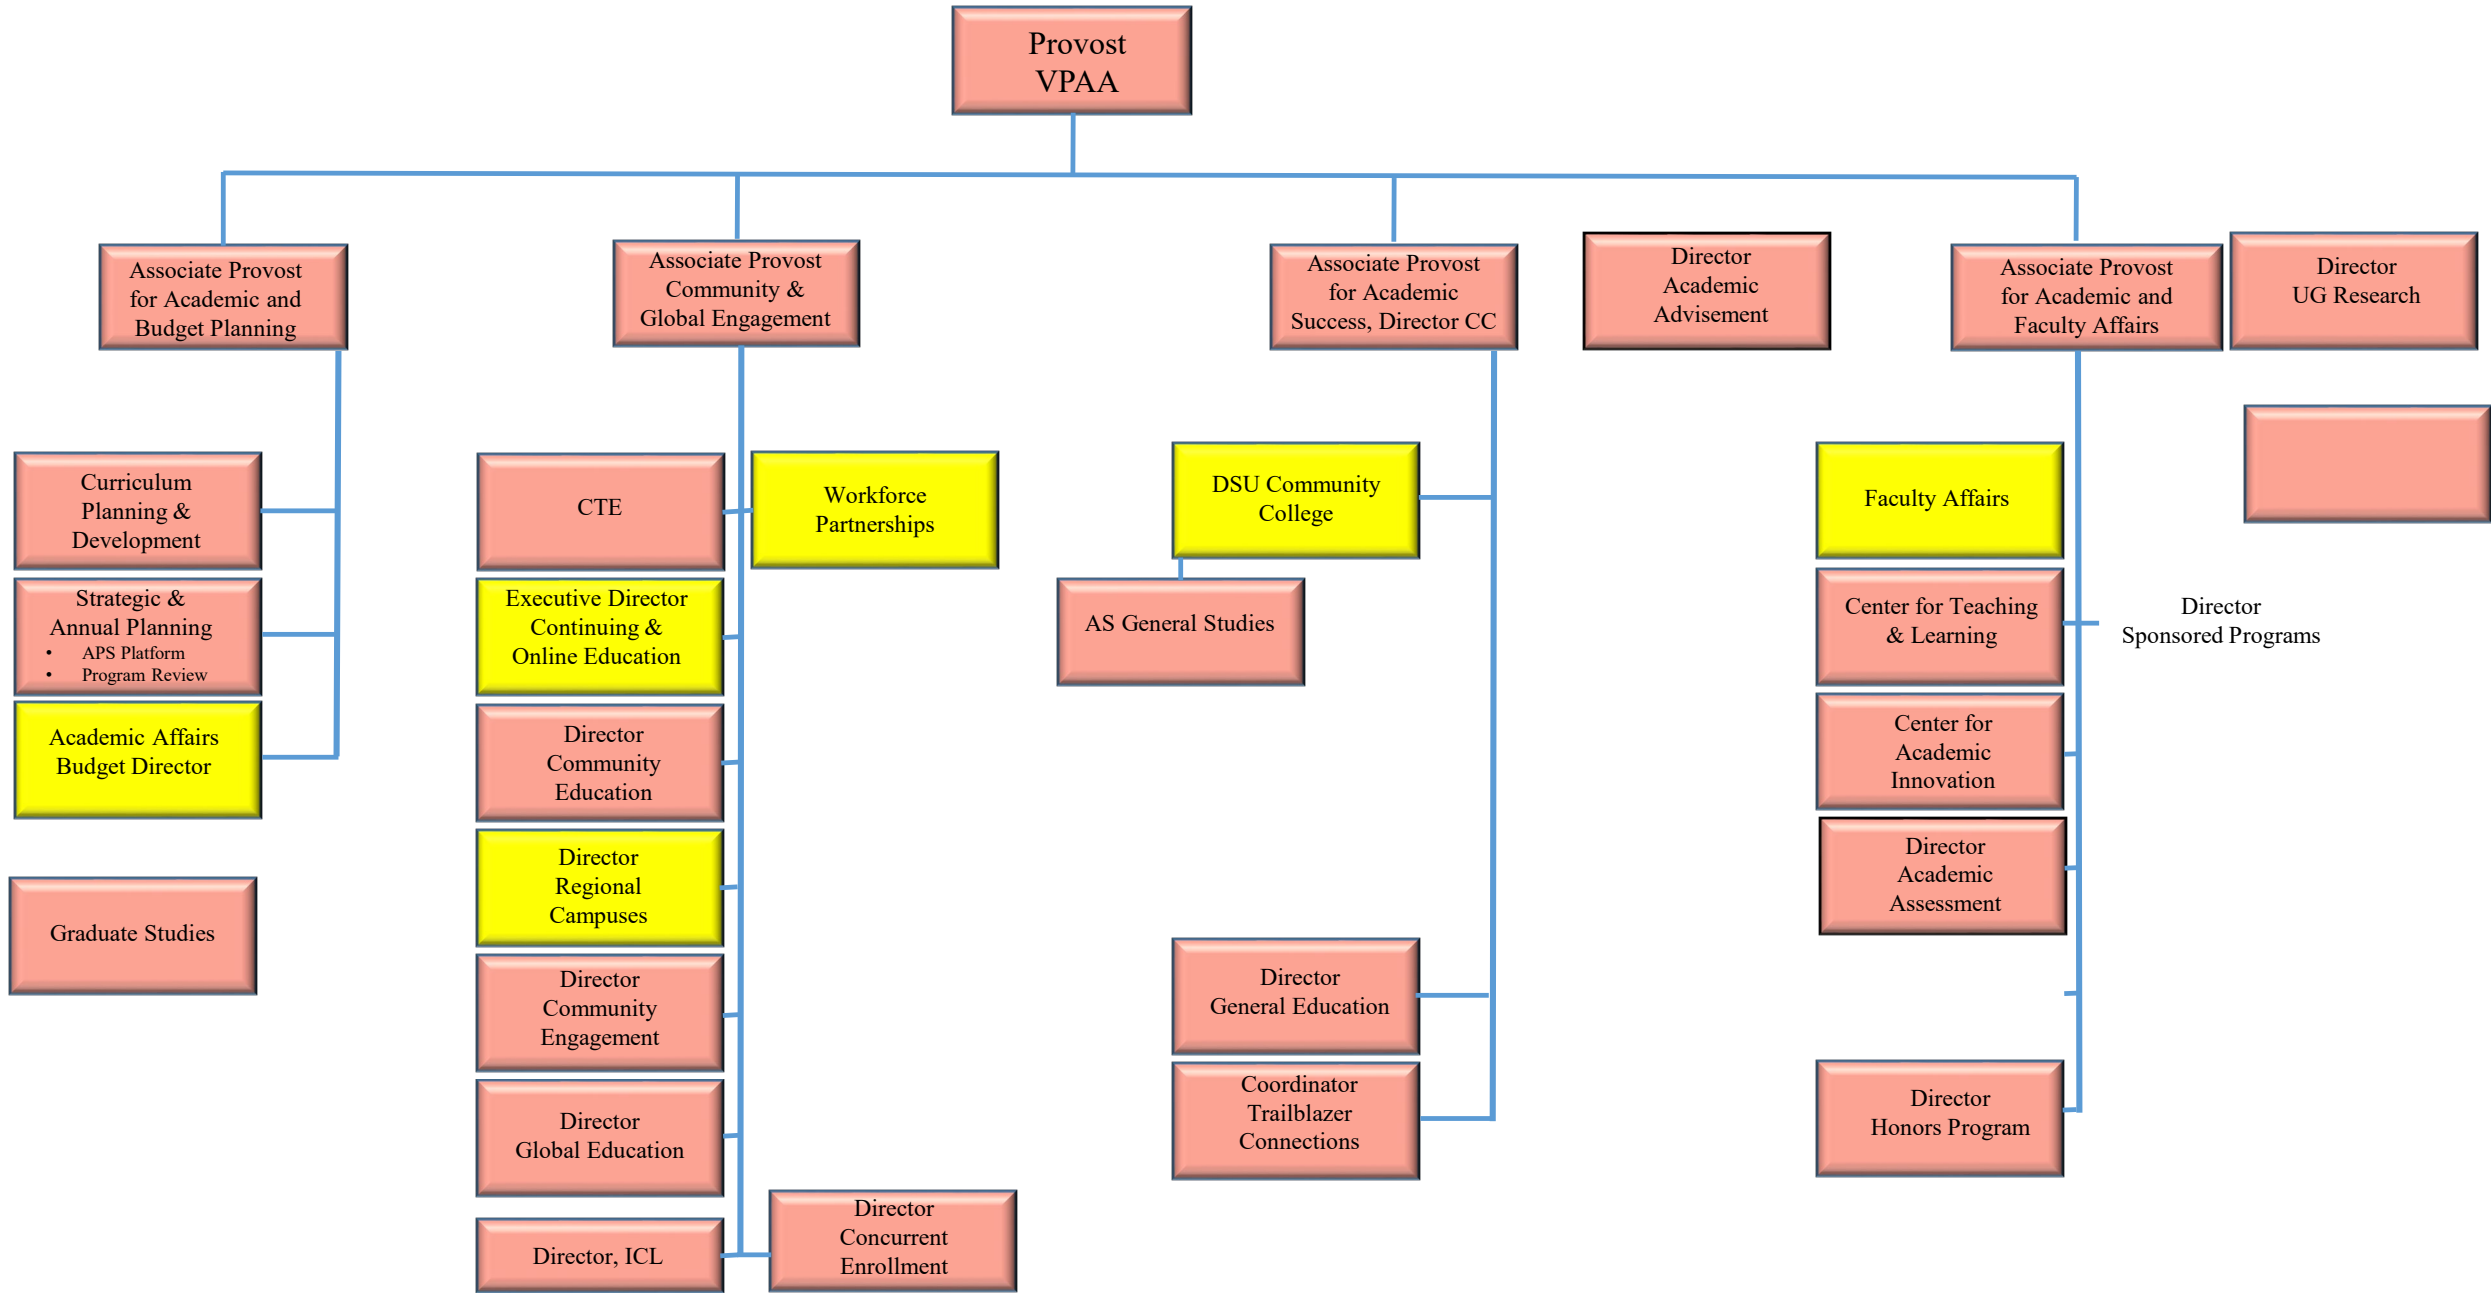 Provost
VPAA
Associate Provost
for Academic and
Budget Planning
Associate Provost
Community &
Global Engagement
Associate Provost
for Academic
Success, Director CC
Director
Academic
Advisement
Associate Provost
for Academic and
Faculty Affairs
Director
UG Research
Curriculum
Planning &
Development
Strategic &
Annual Planning
• APS Platform
• Program Review
Academic Affairs
Budget Director
Graduate Studies
CTE
Workforce
Partnerships
Executive Director
Continuing &
Online Education
Director
Community
Education
Director
Regional
Campuses
Director
Community
Engagement
Director
Global Education
Director, ICL
Director
Concurrent
Enrollment
DSU Community
College
AS General Studies
Director
General Education
Coordinator
Trailblazer
Connections
Faculty Affairs
Center for Teaching
& Learning
Director
Sponsored Programs
Center for
Academic
Innovation
Director
Academic
Assessment
Director
Honors Program